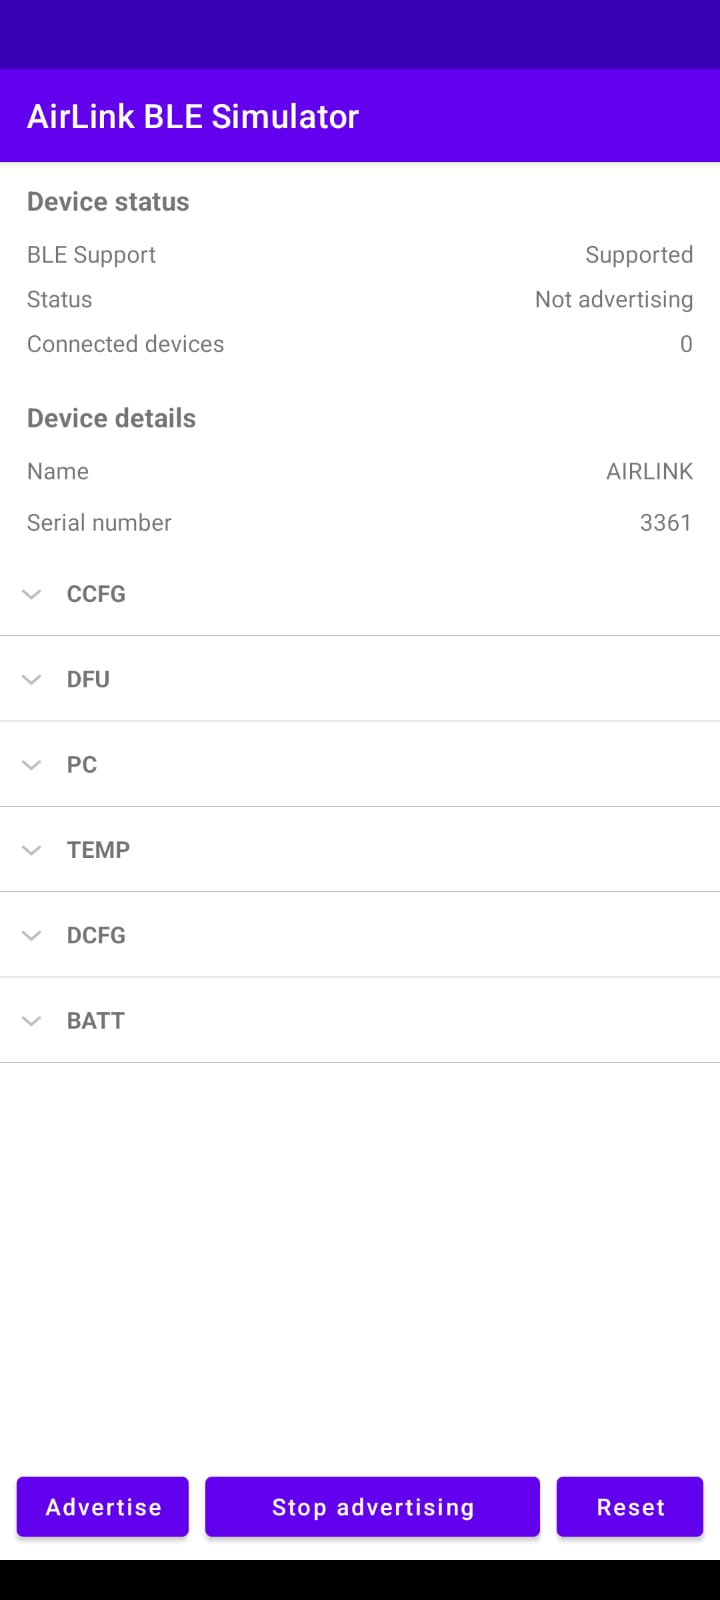 AirLink BLE Simulator
Device status
BLE Support Supported
Status Not advertising
Connected devices 0
Device details
Name AIRLINK
Serial number 3361
CCFG
DFU
PC
TEMP
DCFG
BATT
Advertise Stop advertising Reset